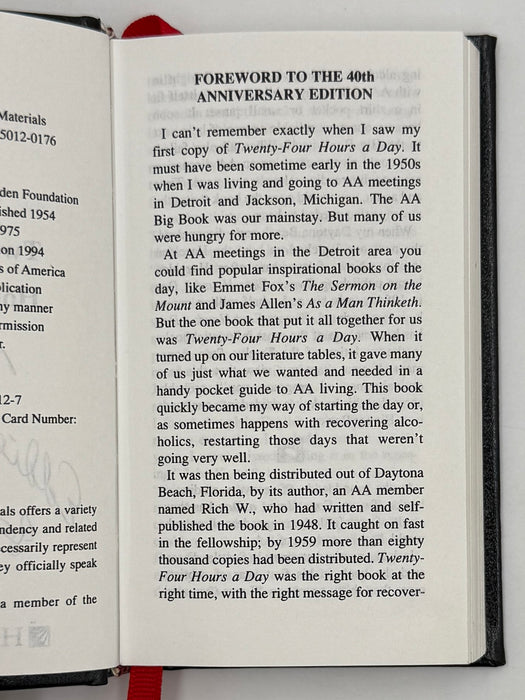 Materials
5012-0176
den Foundation
ished 1954
975
on 1994
s of America
lication
ny manner
rmission
r.
12-7
Card Number:
als offers a variety
ndency and related
cessarily represent
ey officially speak
a member of the
H
FOREWORD TO THE 40th
ANNIVERSARY EDITION
I can't remember exactly when I saw my
first copy of Twenty-Four Hours a Day. It
must have been sometime early in the 1950s
when I was living and going to AA meetings
in Detroit and Jackson, Michigan. The AA
Big Book was our mainstay. But many of us
were hungry for more.
At AA meetings in the Detroit area you
could find popular inspirational books of the
day, like Emmet Fox's The Sermon on the
Mount and James Allen's As a Man Thinketh.
But the one book that put it all together for us
was Twenty-Four Hours a Day. When it
turned up on our literature tables, it gave many
of us just what we wanted and needed in a
handy pocket guide to AA living. This book
quickly became my way of starting the day or,
as sometimes happens with recovering alco-
holics, restarting those days that weren't
going very well.
It was then being distributed out of Daytona
Beach, Florida, by its author, an AA member
named Rich W., who had written and self-
published the book in 1948. It caught on fast
in the fellowship; by 1959 more than eighty
thousand copies had been distributed. Twenty-
Four Hours a Day was the right book at the
right time, with the right message for recover-